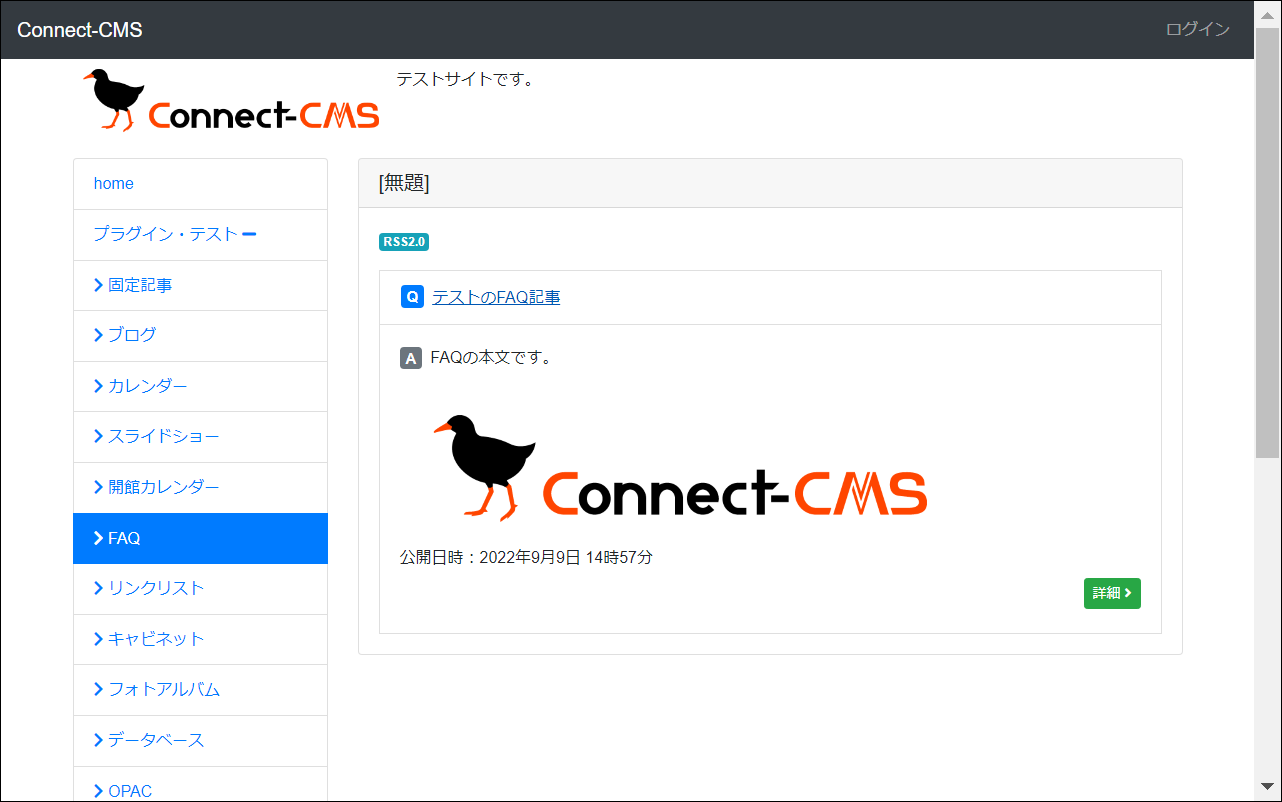 Connect-CMS
ログイン
Connect-CMS
テストサイトです。
home
プラグイン・テスト
固定記事
ブログ
カレンダー
スライドショー
開館カレンダー
FAQ
リンクリスト
キャビネット
フォトアルバム
データベース
OPAC
[無題]
RSS2.0
Q テストのFAQ記事
A FAQの本文です。
Connect-CMS
公開日時：2022年9月9日 14時57分
詳細